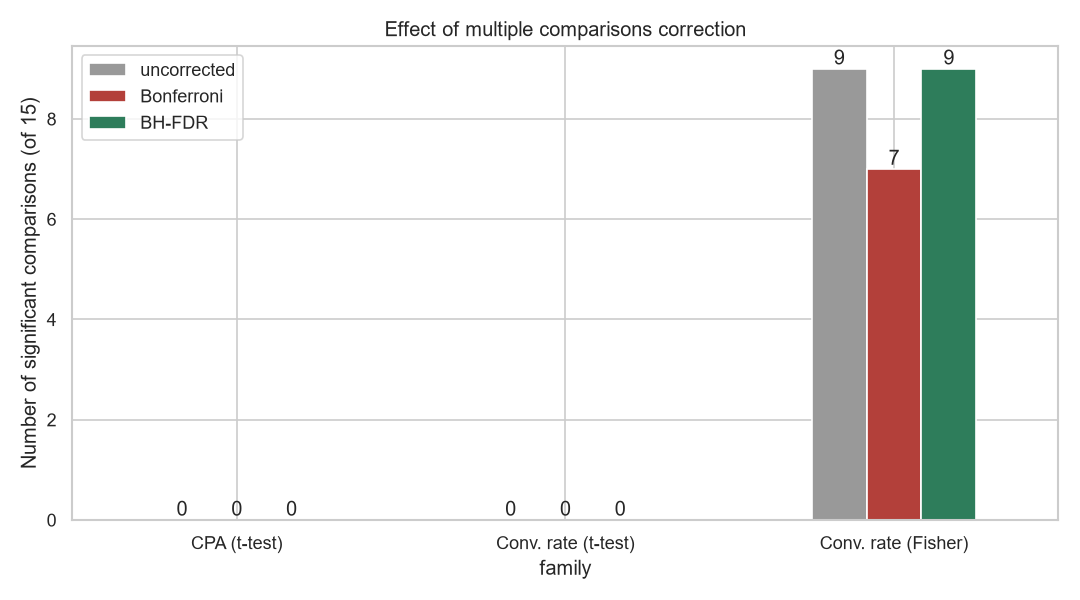 Effect of multiple comparisons correction
uncorrected
Bonferroni
BH-FDR
Number of significant comparisons (of 15)
8
6
4
2
0
0 0 0
0 0 0
9
7
9
CPA (t-test)
Conv. rate (t-test)
Conv. rate (Fisher)
family